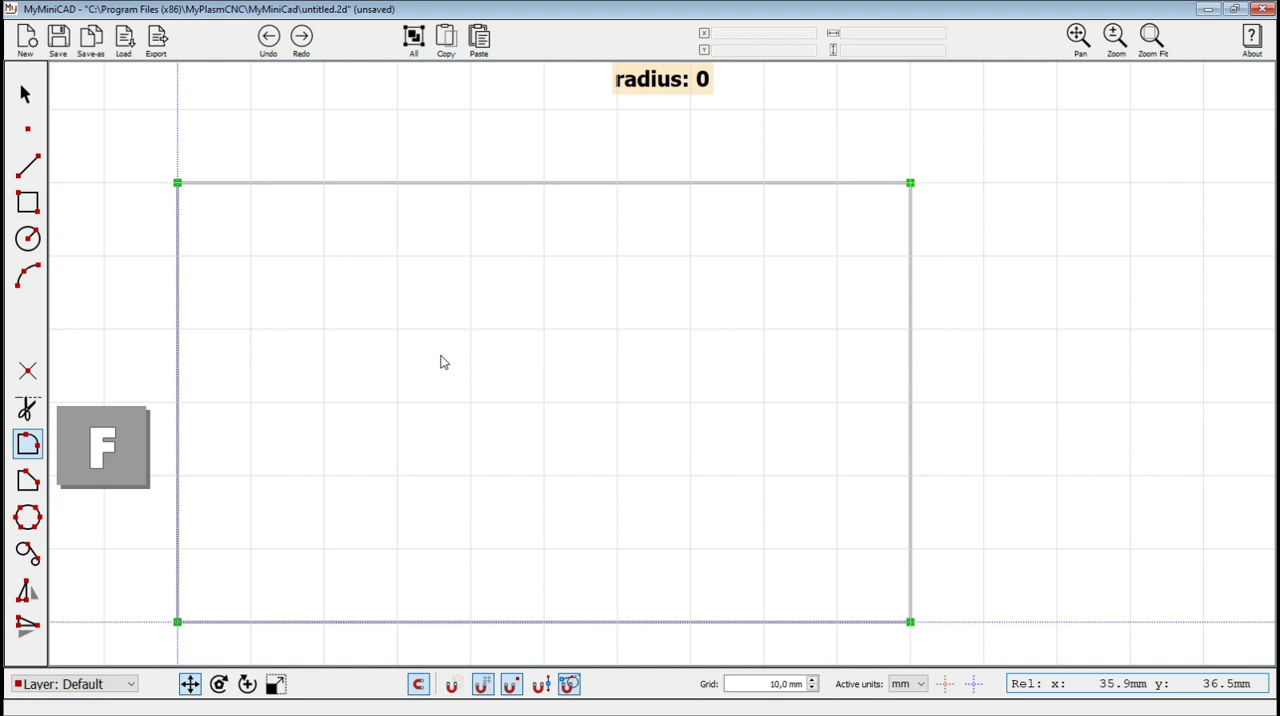 My MyMiniCAD - "C:\Program Files (x86)\MyPlasmCNC\MyMiniCad\untitled.2d" (unsaved)
New Save Save-as Load Export Undo Redo All Copy Paste X Y Pan Zoom Zoom Fit About
radius: 0
F
Layer: Default Grid: 10,0 mm Active units: mm Rel: x: 35.9mm y: 36.5mm